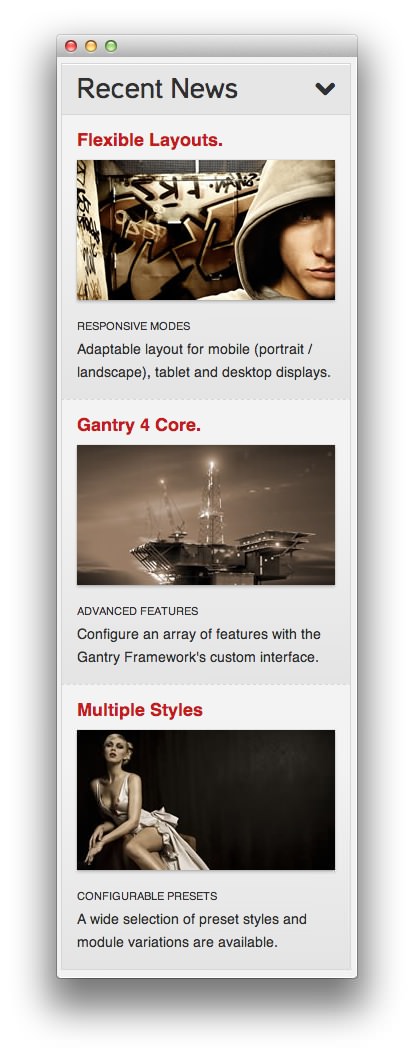 Recent News
Flexible Layouts.
RESPONSIVE MODES
Adaptable layout for mobile (portrait /
landscape), tablet and desktop displays.
Gantry 4 Core.
ADVANCED FEATURES
Configure an array of features with the
Gantry Framework's custom interface.
Multiple Styles
CONFIGURABLE PRESETS
A wide selection of preset styles and
module variations are available.